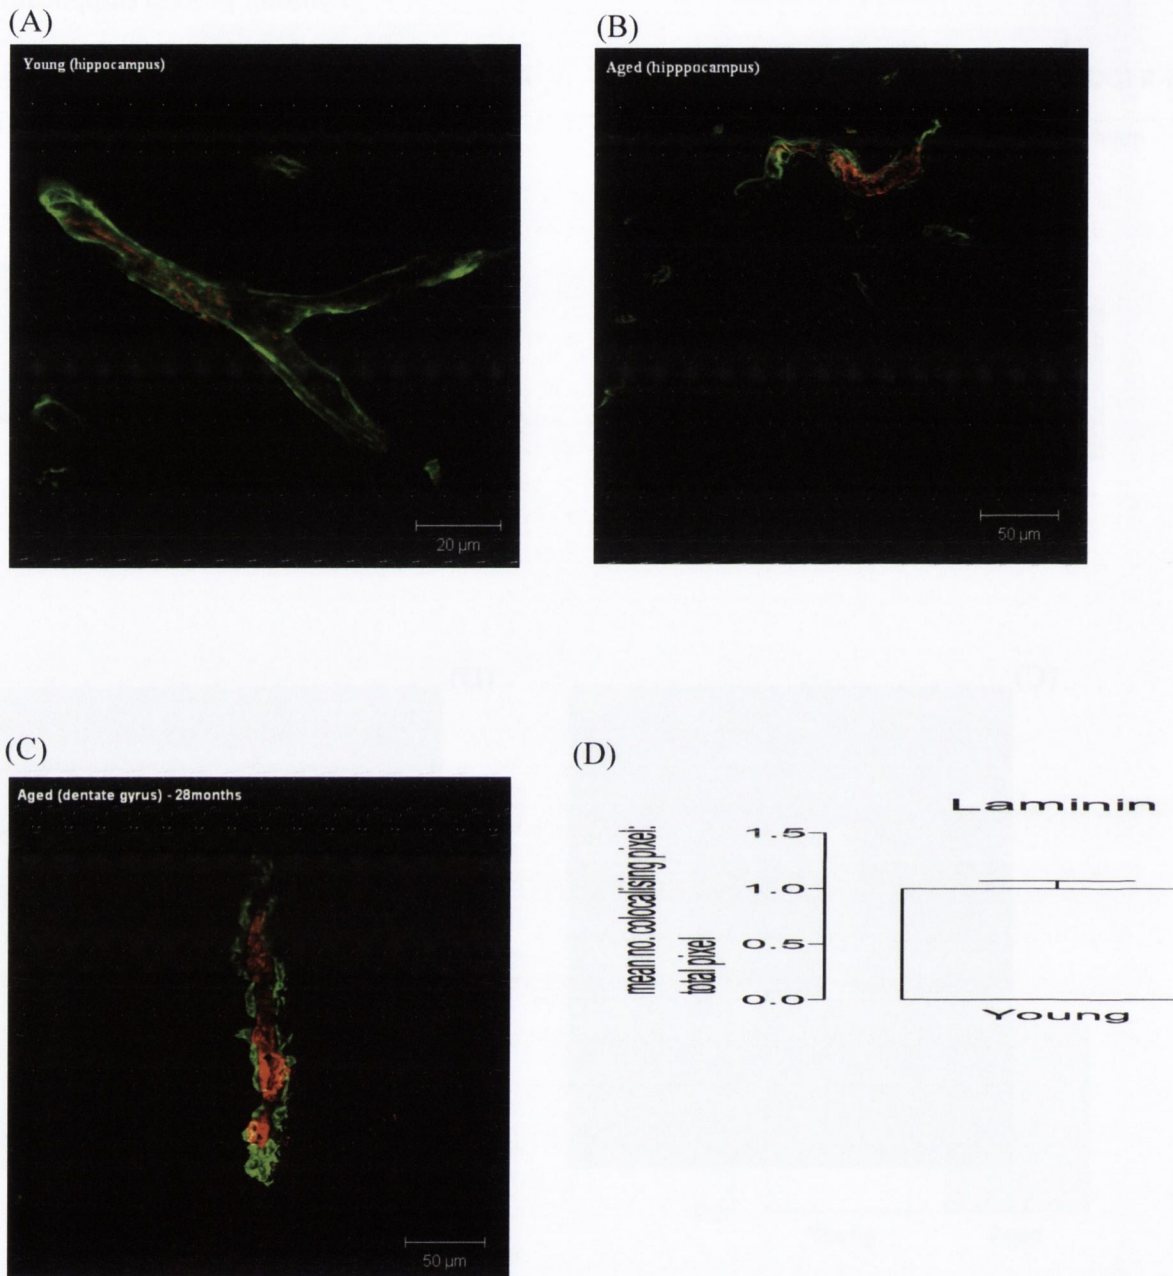 (A)
Young (hippocampus)
20 µm
(B)
Aged (hipppocampus)
50 µm
(C)
Aged (dentate gyrus) - 28months
50 µm
(D)
Laminin
mean no. colocalising pixel:
total pixel
1.5
1.0
0.5
0.0
Young